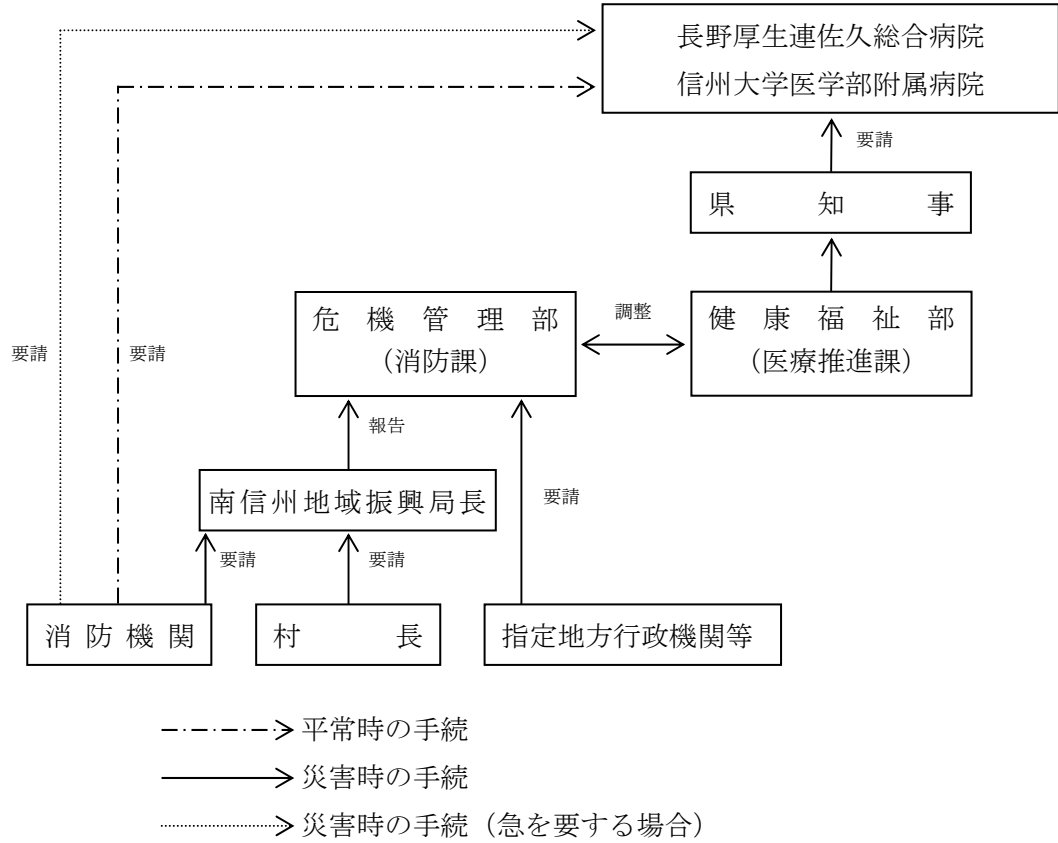 長野厚生連佐久総合病院
信州大学医学部附属病院
要請
県知事
危機管理部
(消防課)
調整
健康福祉部
(医療推進課)
要請
要請
報告
南信州地域振興局長
要請
要請
要請
消防機関
村長
指定地方行政機関等
平常時の手続
災害時の手続
災害時の手続（急を要する場合）